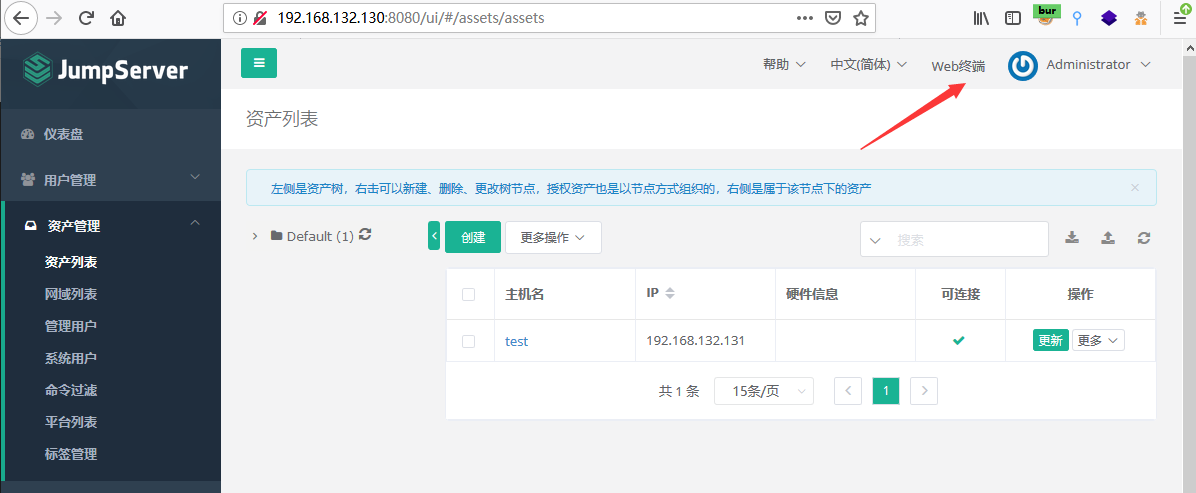 192.168.132.130:8080/ui/#/assets/assets
bur
JumpServer
帮助
中文(简体)
Web终端
Administrator
仪表盘
用户管理
资产管理
资产列表
网域列表
管理用户
系统用户
命令过滤
平台列表
标签管理
资产列表
左侧是资产树，右击可以新建、删除、更改树节点，授权资产也是以节点方式组织的，右侧是属于该节点下的资产
Default (1)
创建
更多操作
搜索
主机名 IP 硬件信息 可连接 操作
test 192.168.132.131 更新 更多
共 1 条 15条/页 1